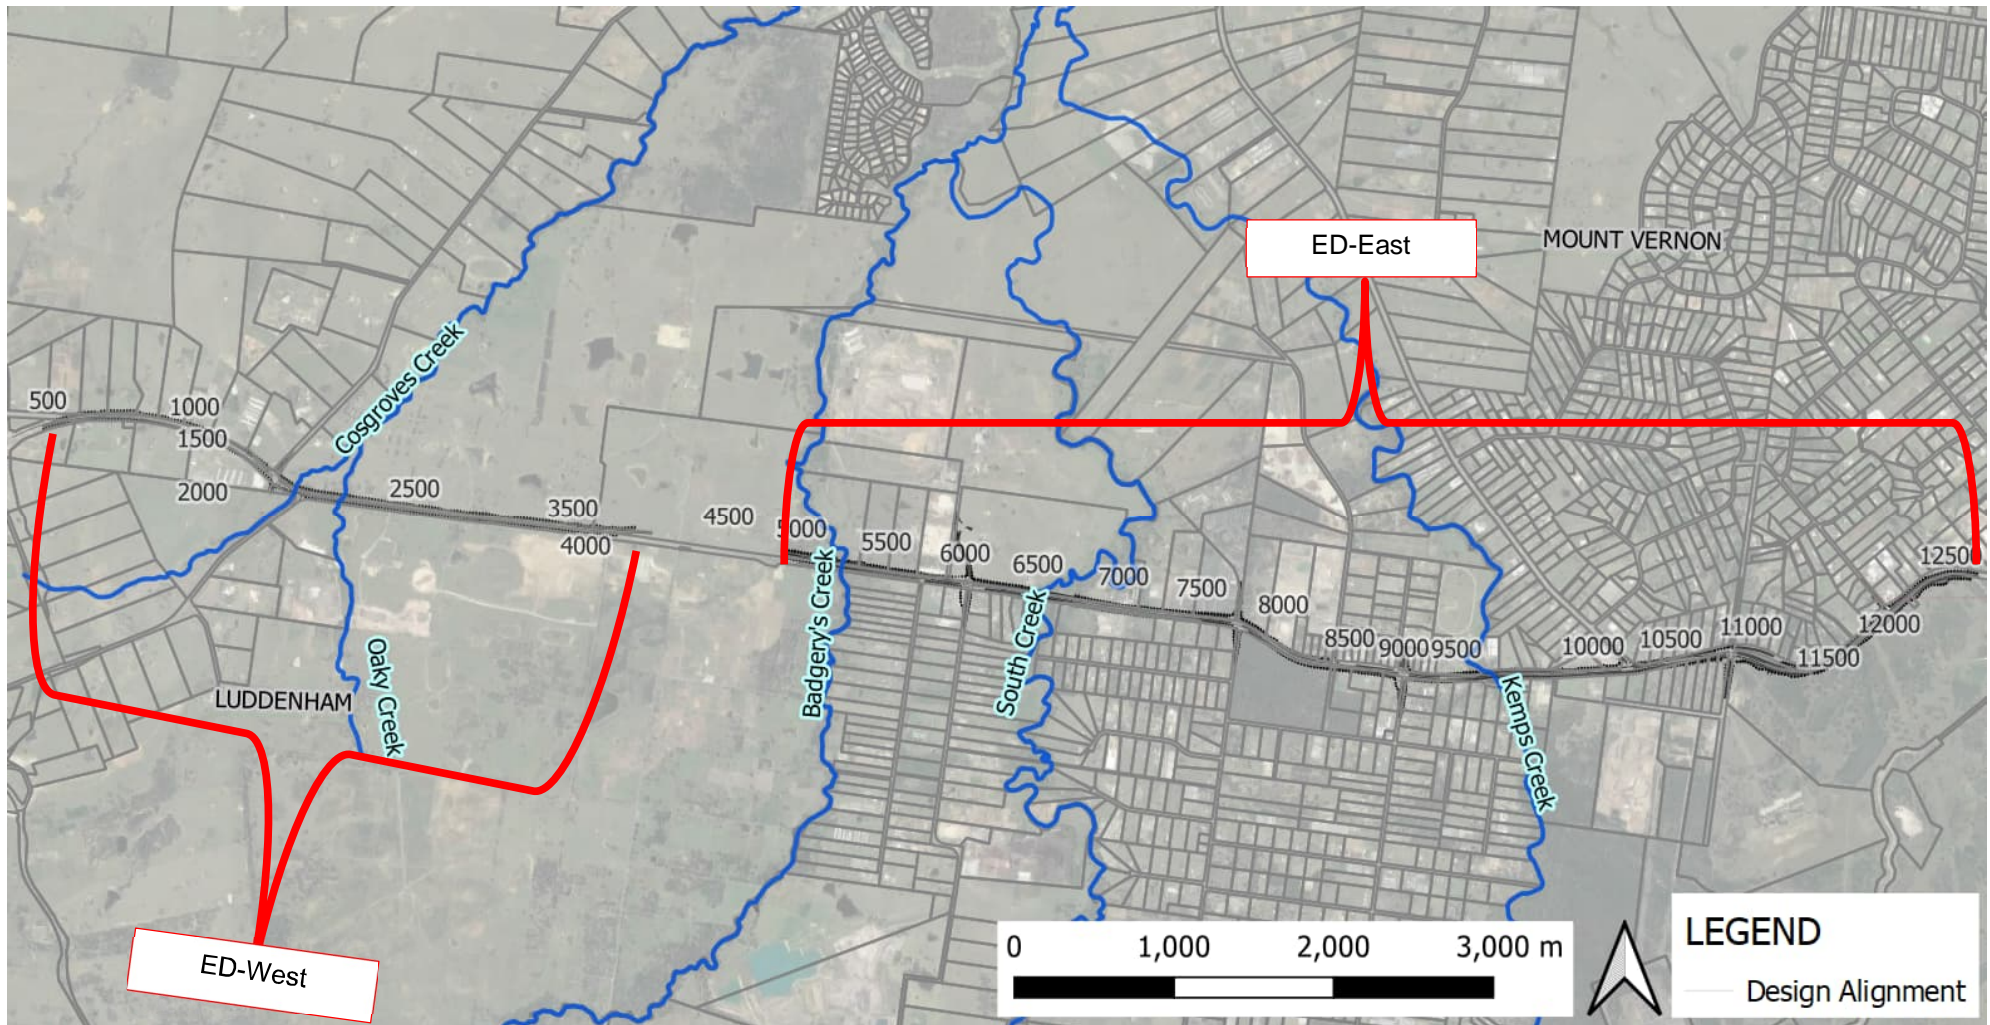 ED-East
MOUNT VERNON
Cosgroves Creek
500
1000
1500
2000
2500
3500
4000
4500
5000
5500
6000
6500
7000
7500
8000
8500
9000
9500
10000
10500
11000
11500
12000
12500
Badgery's Creek
South Creek
Oaky Creek
LUDDENHAM
Kemps Creek
ED-West
0 1,000 2,000 3,000 m
LEGEND
Design Alignment